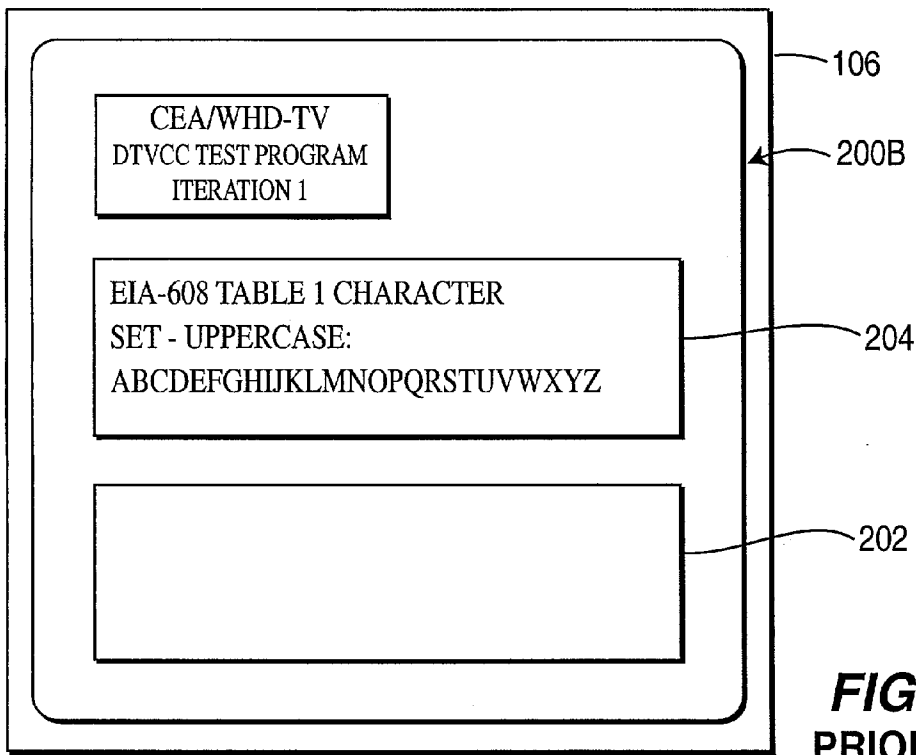 CEA/WHD-TV
DTVCC TEST PROGRAM
ITERATION 1
EIA-608 TABLE 1 CHARACTER
SET - UPPERCASE:
ABCDEFGHIJKLMNOPQRSTUVWXYZ
106
200B
204
202
FIG
PRIOR